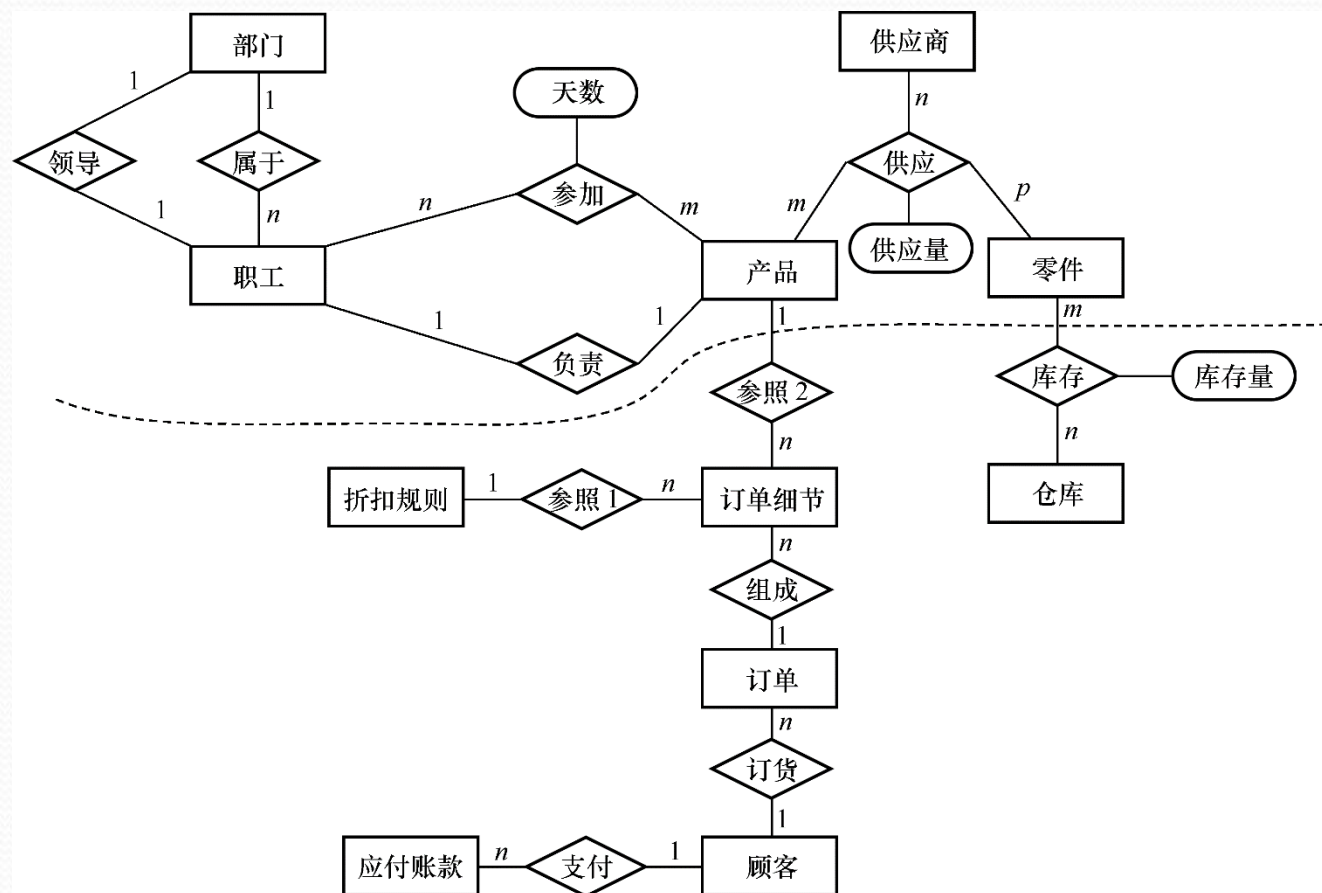 部门
供应商
1
1
天数
n
领导
属于
参加
供应
1
n
n
m
m
p
供应量
职工
产品
零件
1
1
1
m
负责
参照 2
库存
库存量
n
n
折扣规则
1
参照 1
n
订单细节
仓库
n
组成
1
订单
n
订货
1
应付账款
n
支付
1
顾客